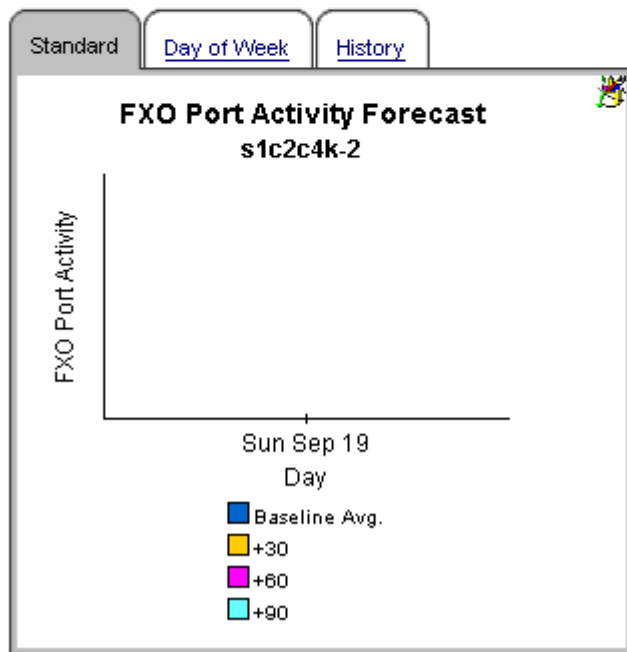 Standard
Day of Week
History
FXO Port Activity Forecast
s1c2c4k-2
FXO Port Activity
Sun Sep 19
Day
Baseline Avg.
+30
+60
+90